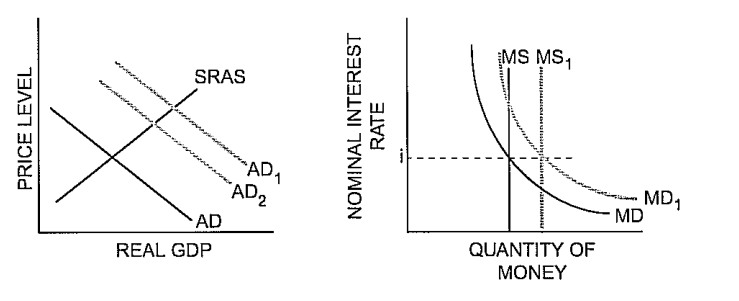 PRICE LEVEL
SRAS
AD1
AD2
AD
REAL GDP
NOMINAL INTEREST
RATE
MS MS1
i
MD1
MD
QUANTITY OF
MONEY